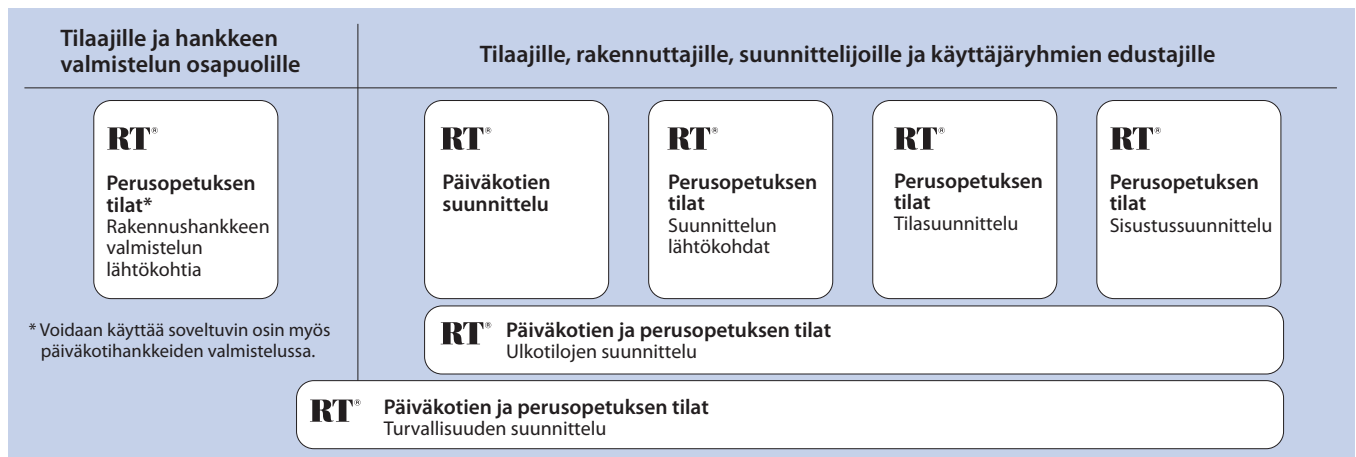 Tilaajille ja hankkeen
valmistelun osapuolille
Tilaajille, rakennuttajille, suunnittelijoille ja käyttäjäryhmien edustajille
RT®
Perusopetuksen
tilat*
Rakennushankkeen
valmistelun
lähtökohtia
RT®
Päiväkotien
suunnittelu
RT®
Perusopetuksen
tilat
Suunnittelun
lähtökohdat
RT®
Perusopetuksen
tilat
Tilasuunnittelu
RT®
Perusopetuksen
tilat
Sisustussuunnittelu
* Voidaan käyttää soveltuvin osin myös
päiväkotihankkeiden valmistelussa.
RT® Päiväkotien ja perusopetuksen tilat
Ulkotilojen suunnittelu
RT® Päiväkotien ja perusopetuksen tilat
Turvallisuuden suunnittelu